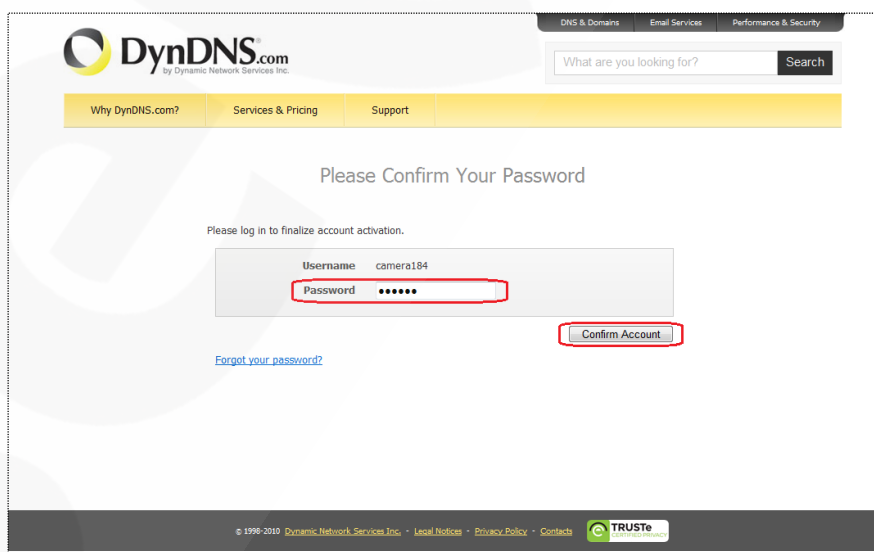 DNS & Domains Email Services Performance & Security
DynDNS.com
by Dynamic Network Services Inc.
What are you looking for? Search
Why DynDNS.com? Services & Pricing Support
Please Confirm Your Password
Please log in to finalize account activation.
Username camera184
Password ••••••
Confirm Account
Forgot your password?
© 1998-2010 Dynamic Network Services Inc. - Legal Notices - Privacy Policy - Contacts
TRUSTe
CERTIFIED PRIVACY